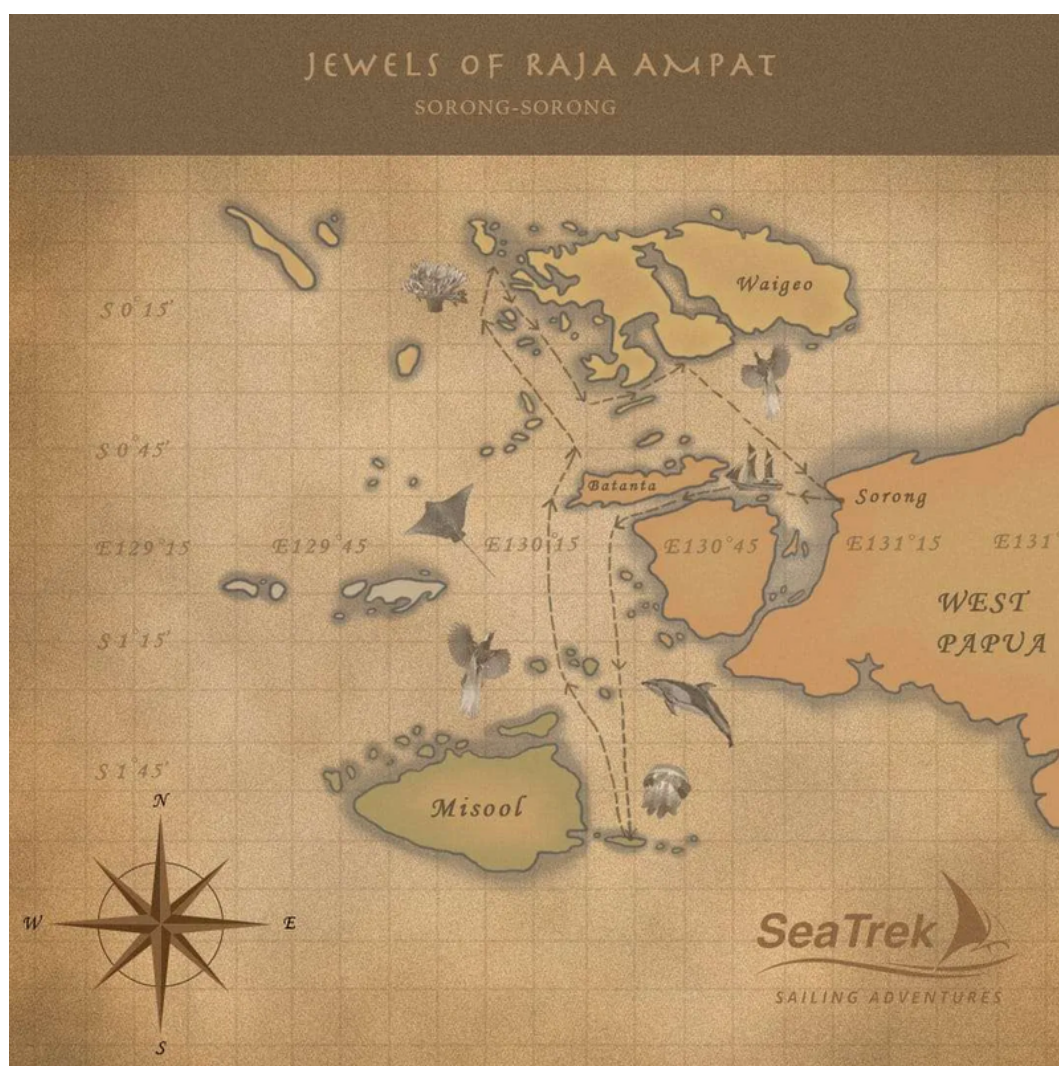 JEWELS OF RAJA AMPAT
SORONG-SORONG
Waigeo
S 0°15'
S 0°45'
Batanta
Sorong
E129°15
E129°45
E130°15
E130°45
E131°15
E131°
WEST
PAPUA
S 1°15'
S 1°45'
Misool
N
W
E
S
SeaTrek
SAILING ADVENTURES